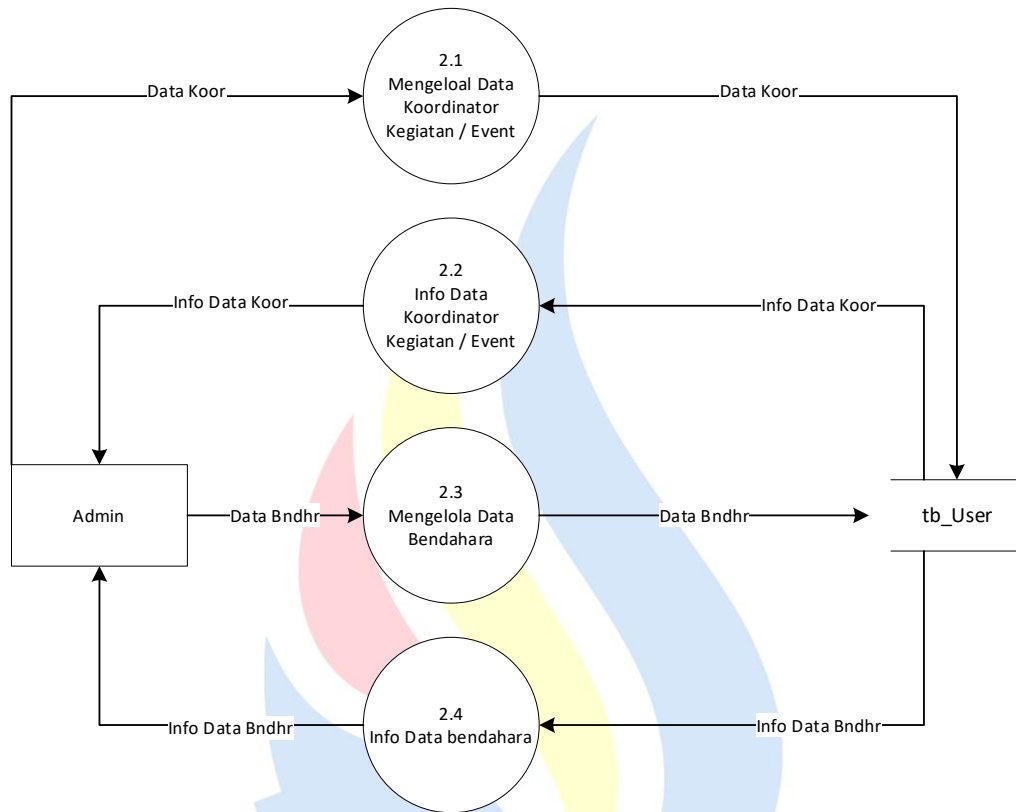 2.1
Mengeloal Data
Koordinator
Kegiatan / Event
Data Koor
Data Koor
2.2
Info Data
Koordinator
Kegiatan / Event
Info Data Koor
Info Data Koor
Admin
Data Bndhr
2.3
Mengelola Data
Bendahara
Data Bndhr
tb_User
2.4
Info Data bendahara
Info Data Bndhr
Info Data Bndhr